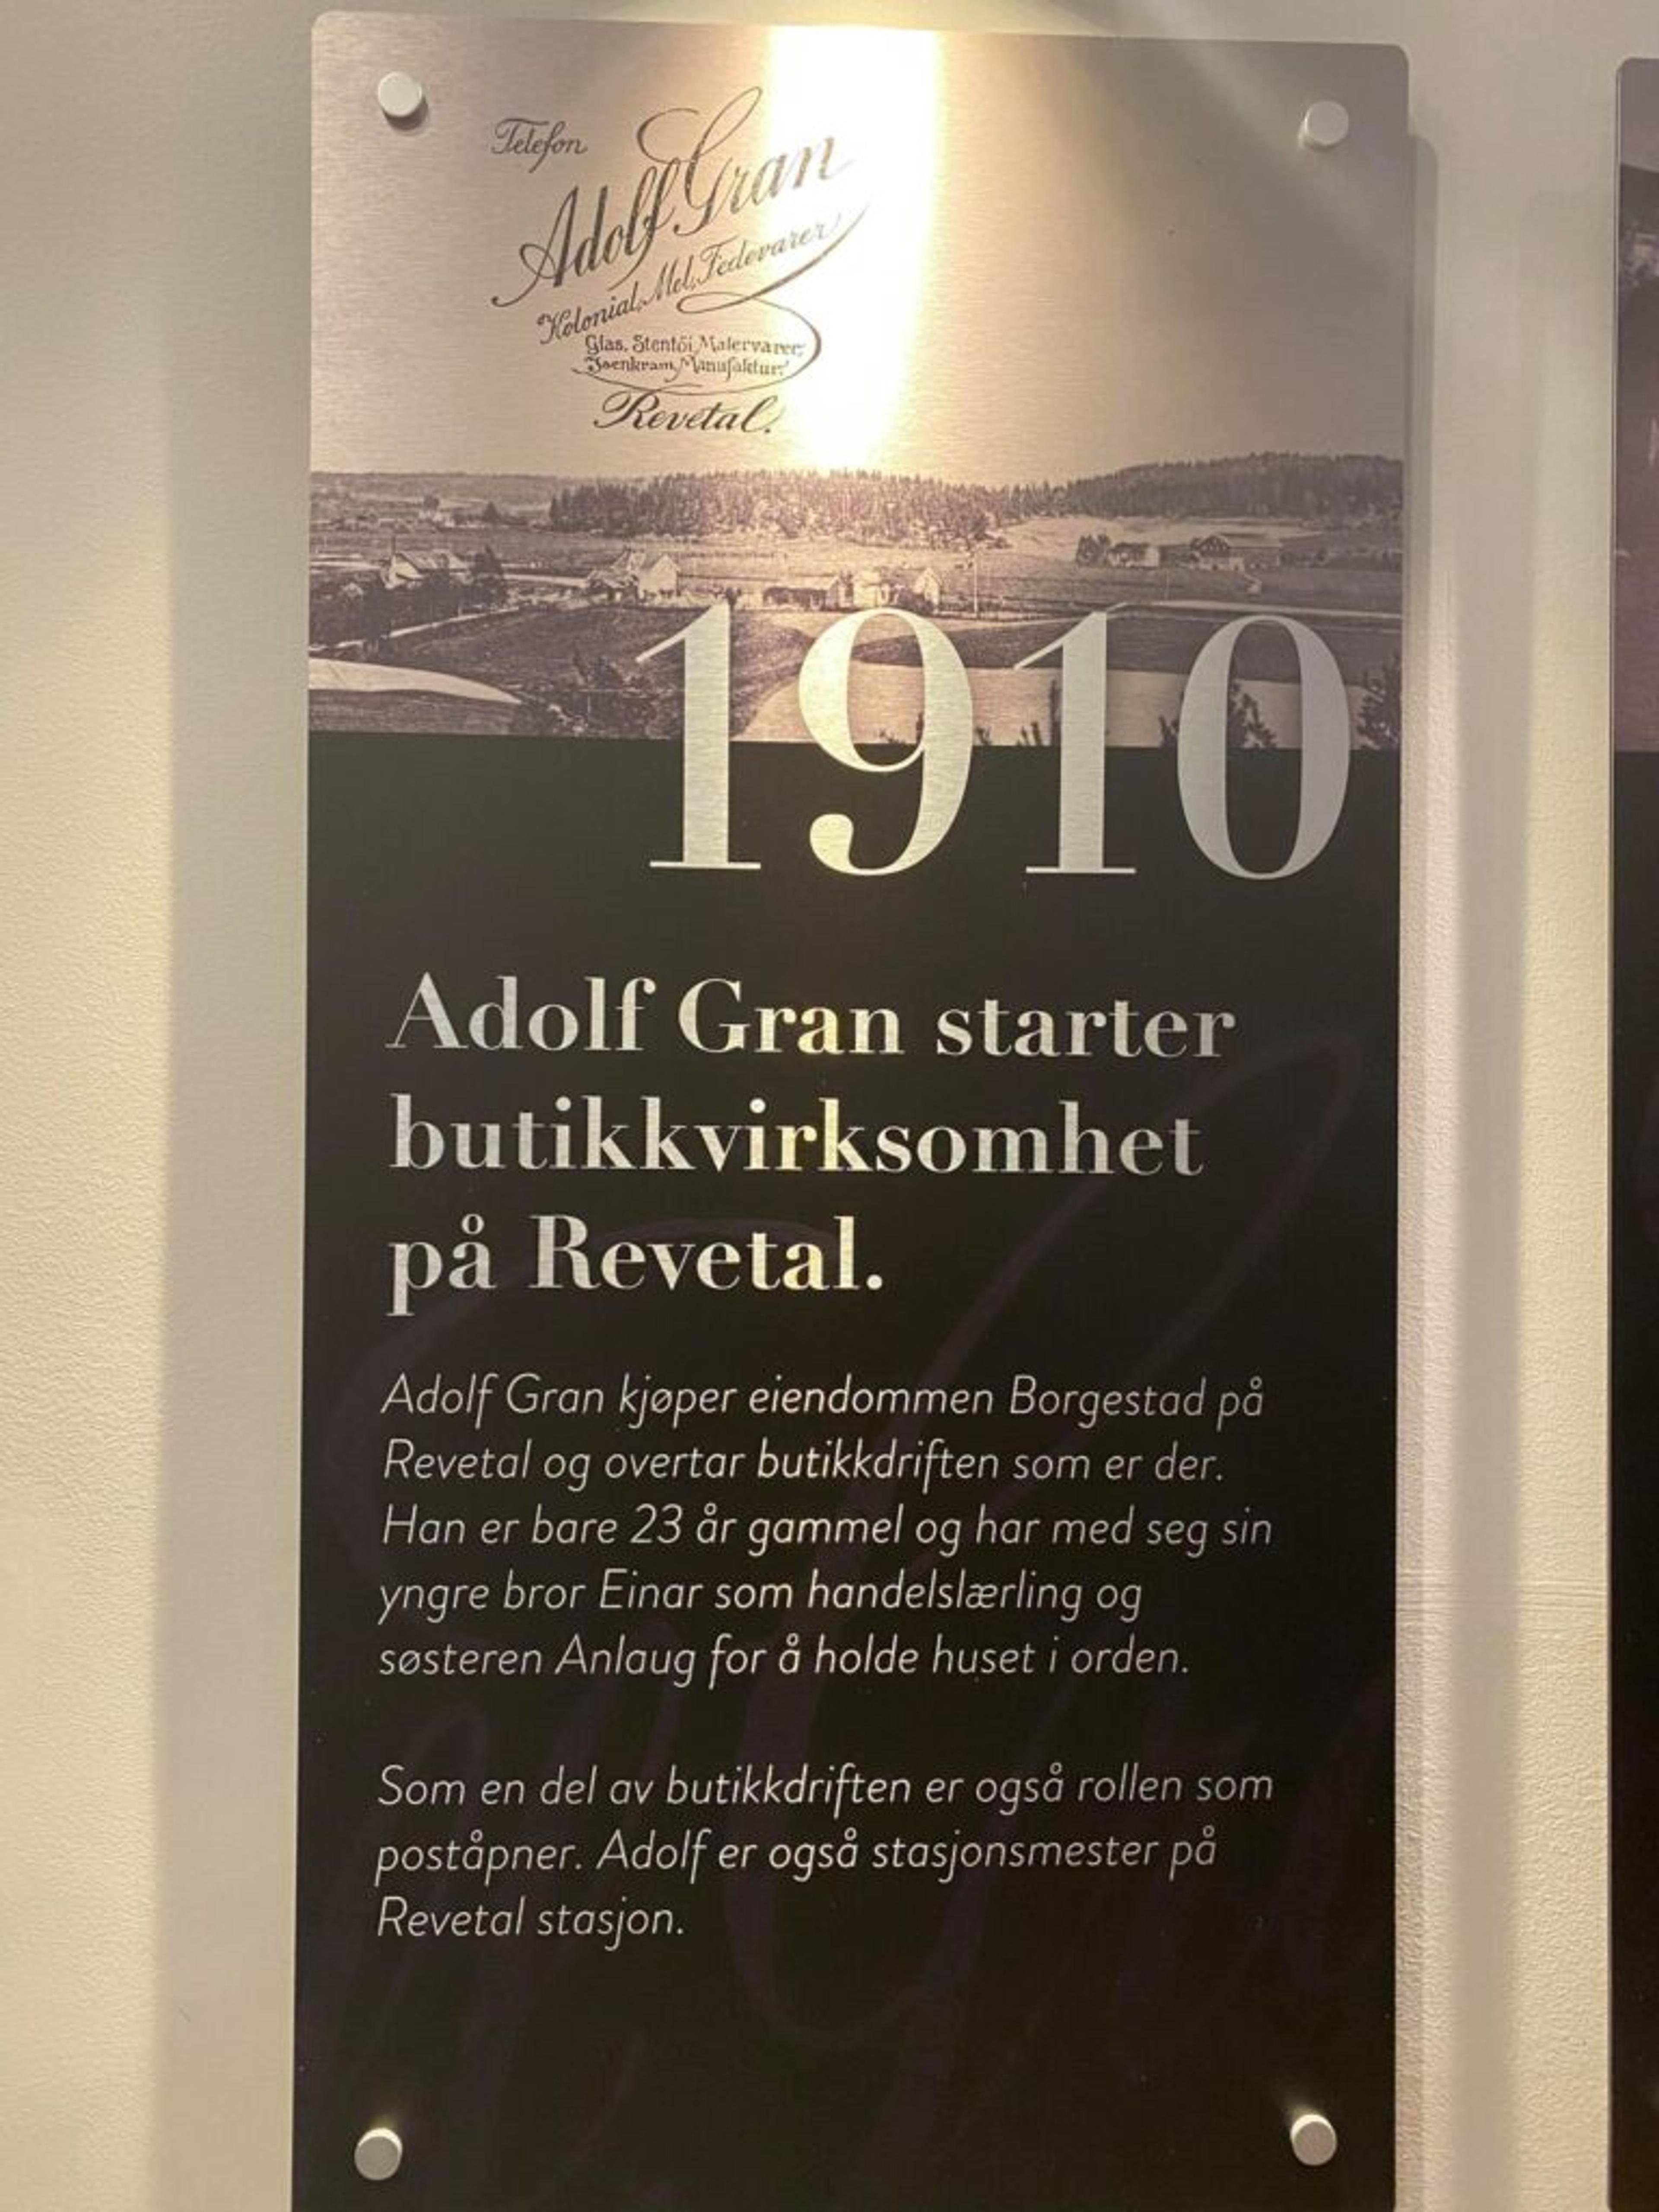 Telefon
Adolf Gran
Kolonial, Mel, Fedevarer
Glas, Stentöi, Malervarer,
Isenkram, Manufaktur.
Revetal.
1910
Adolf Gran starter
butikkvirksomhet
på Revetal.
Adolf Gran kjøper eiendommen Borgestad på
Revetal og overtar butikkdriften som er der.
Han er bare 23 år gammel og har med seg sin
yngre bror Einar som handelslærling og
søsteren Anlaug for å holde huset i orden.
Som en del av butikkdriften er også rollen som
poståpner. Adolf er også stasjonsmester på
Revetal stasjon.